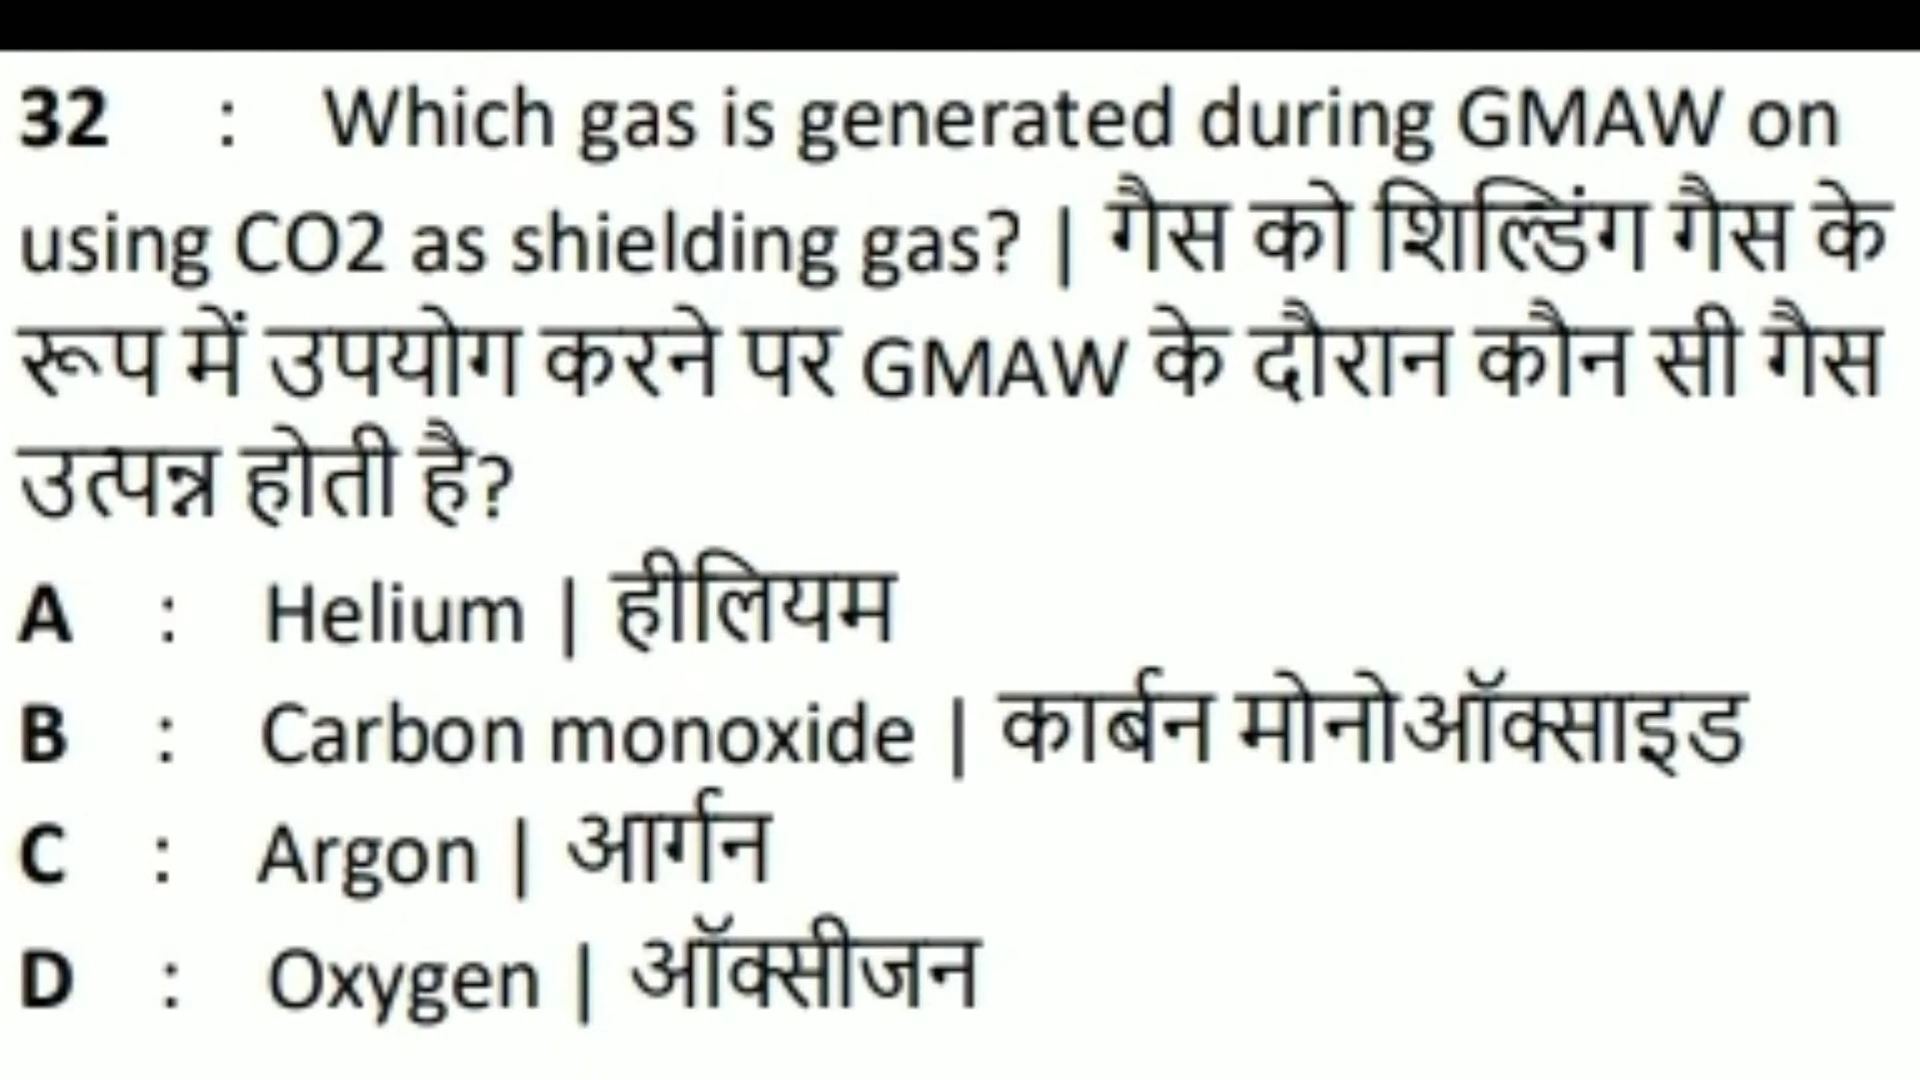 32 : Which gas is generated during GMAW on
using CO2 as shielding gas? | गैस को शिल्डिंग गैस के
रूप में उपयोग करने पर GMAW के दौरान कौन सी गैस
उत्पन्न होती है?
A : Helium | हीलियम
B : Carbon monoxide | कार्बन मोनोऑक्साइड
C : Argon | आर्गन
D : Oxygen | ऑक्सीजन